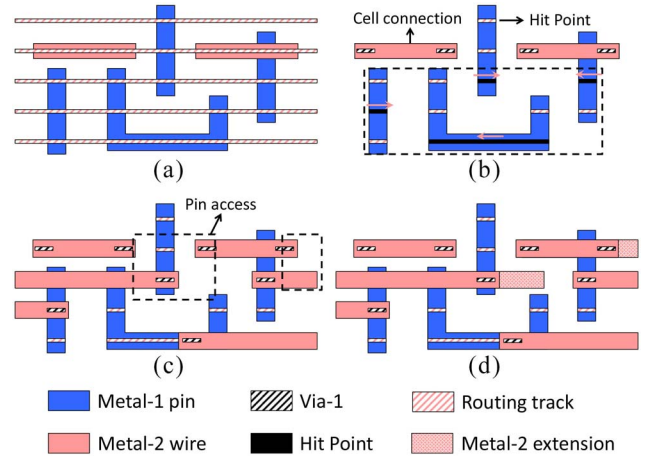 Cell connection
Hit Point
(a)
(b)
Pin access
(c)
(d)
Metal-1 pin
Via-1
Routing track
Metal-2 wire
Hit Point
Metal-2 extension